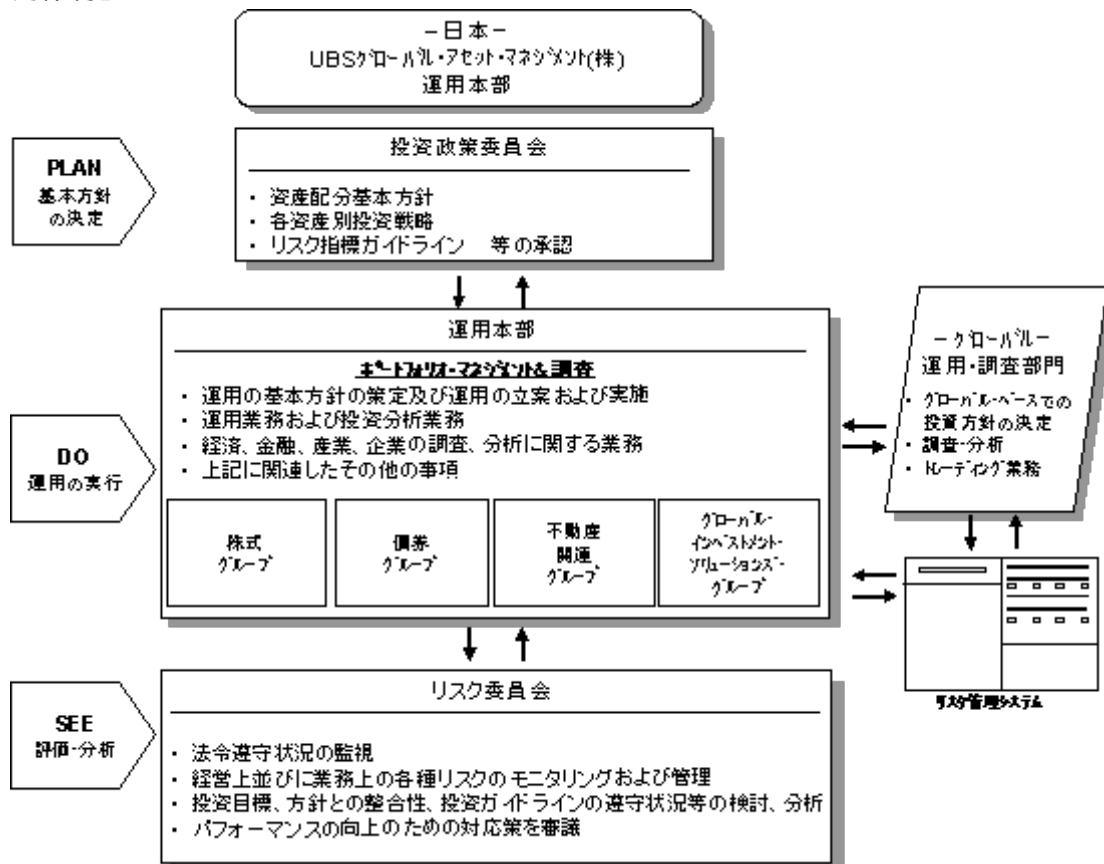 －日本－
UBSグローバル・アセット・マネジメント(株)
運用本部
PLAN
基本方針
の決定
投資政策委員会
・ 資産配分基本方針
・ 各資産別投資戦略
・ リスク指標ガイドライン 等の承認
DO
運用の実行
運用本部
ポートフォリオ・マネジメント&調査
・ 運用の基本方針の策定及び運用の立案および実施
・ 運用業務および投資分析業務
・ 経済、金融、産業、企業の調査、分析に関する業務
・ 上記に関連したその他の事項
株式
グループ
債券
グループ
不動産
関連
グループ
グローバル・
インベストメント・
ソリューションズ・
グループ
－グローバル－
運用・調査部門
・ グローバル・ベースでの
投資方針の決定
・ 調査・分析
・ トレーディング業務
リスク管理システム
SEE
評価・分析
リスク委員会
・ 法令遵守状況の監視
・ 経営上並びに業務上の各種リスクのモニタリングおよび管理
・ 投資目標、方針との整合性、投資ガイドラインの遵守状況等の検討、分析
・ パフォーマンスの向上のための対応策を審議